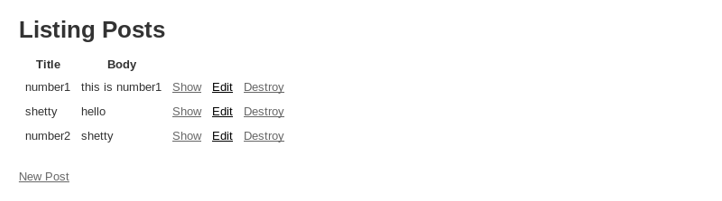 Listing Posts
Title Body
number1 this is number1 Show Edit Destroy
shetty hello Show Edit Destroy
number2 shetty Show Edit Destroy
New Post